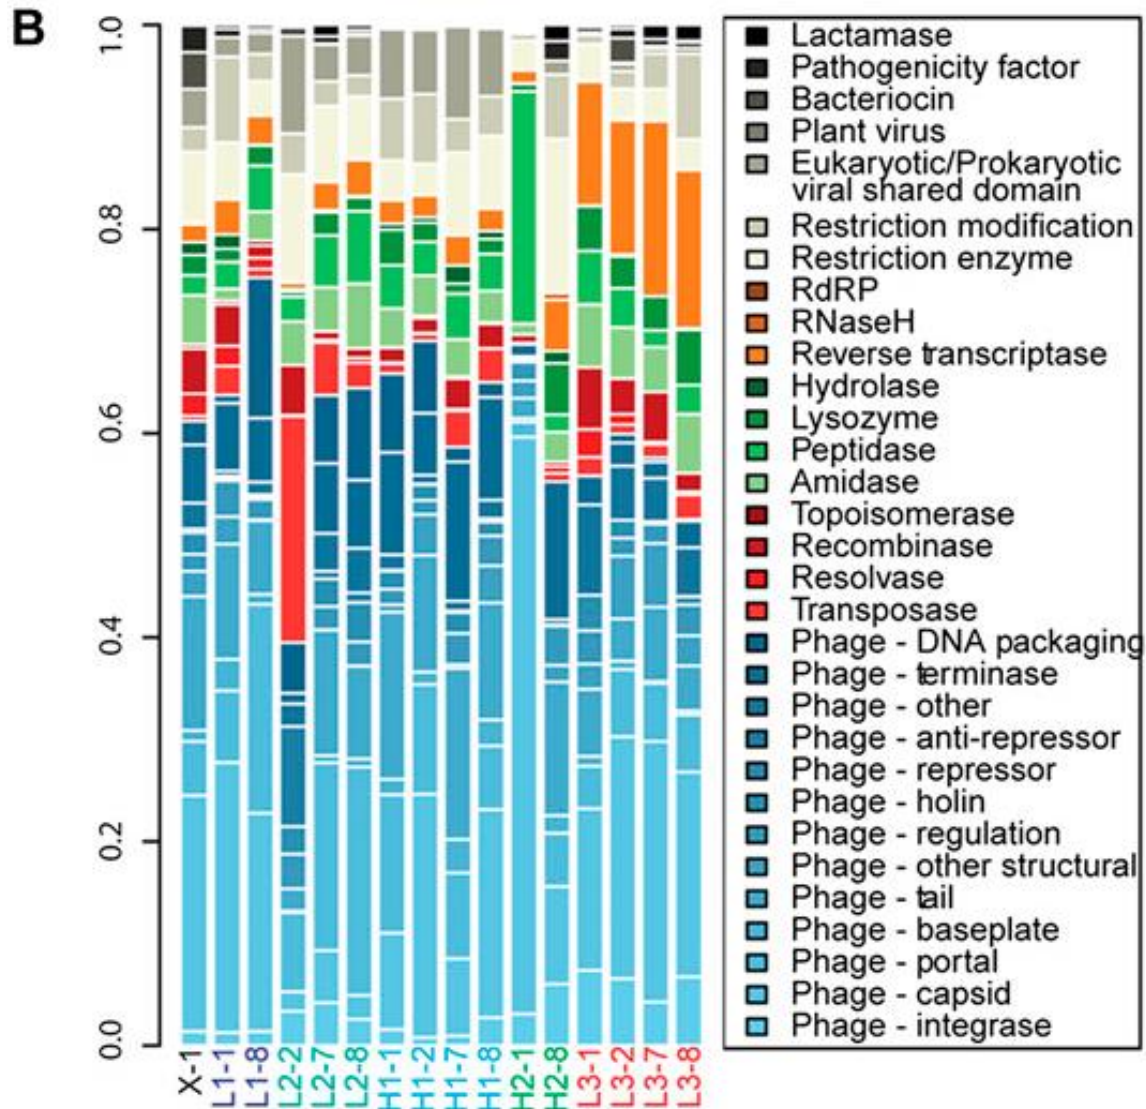 B
1.0
0.8
0.6
0.4
0.2
0.0
X-1
L1-1
L1-8
L2-2
L2-7
L2-8
H1-1
H1-2
H1-7
H1-8
H2-1
H2-8
L3-1
L3-2
L3-7
L3-8
Lactamase
Pathogenicity factor
Bacteriocin
Plant virus
Eukaryotic/Prokaryotic
viral shared domain
Restriction modification
Restriction enzyme
RdRP
RNaseH
Reverse transcriptase
Hydrolase
Lysozyme
Peptidase
Amidase
Topoisomerase
Recombinase
Resolvase
Transposase
Phage - DNA packaging
Phage - terminase
Phage - other
Phage - anti-repressor
Phage - repressor
Phage - holin
Phage - regulation
Phage - other structural
Phage - tail
Phage - baseplate
Phage - portal
Phage - capsid
Phage - integrase